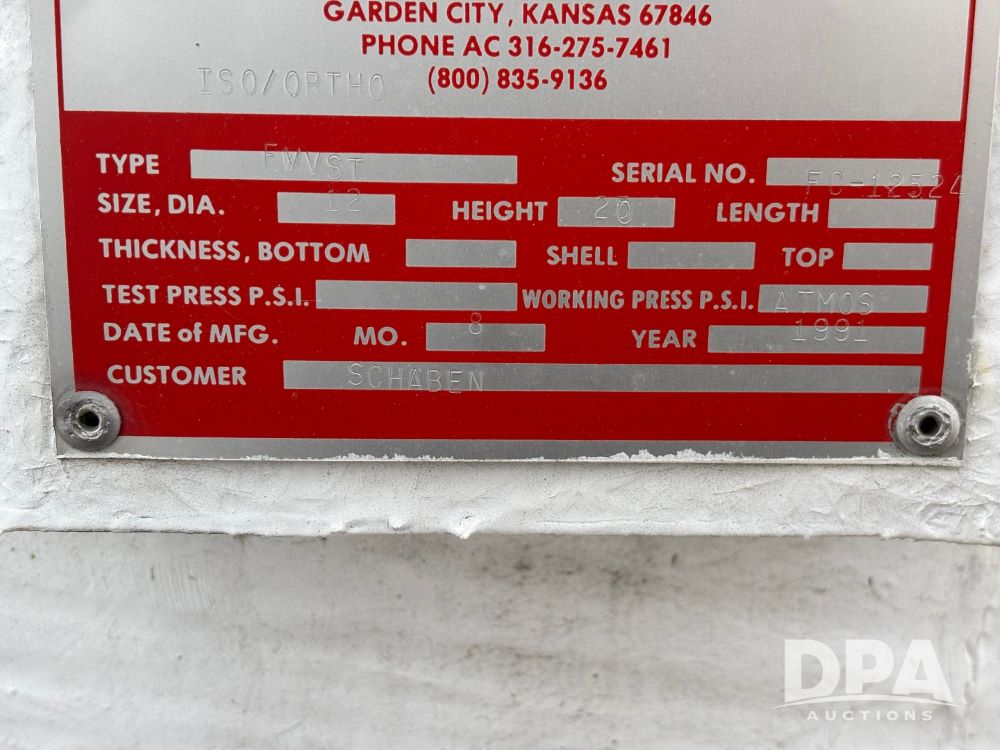 GARDEN CITY, KANSAS 67846
PHONE AC 316-275-7461
ISO/ORTHO (800) 835-9136
TYPE FWVST SERIAL NO. FC-12524
SIZE, DIA. 12 HEIGHT 20 LENGTH
THICKNESS, BOTTOM SHELL TOP
TEST PRESS P.S.I. WORKING PRESS P.S.I. ATMOS
DATE of MFG. MO. 8 YEAR 1991
CUSTOMER SCHABEN
DPA
AUCTIONS